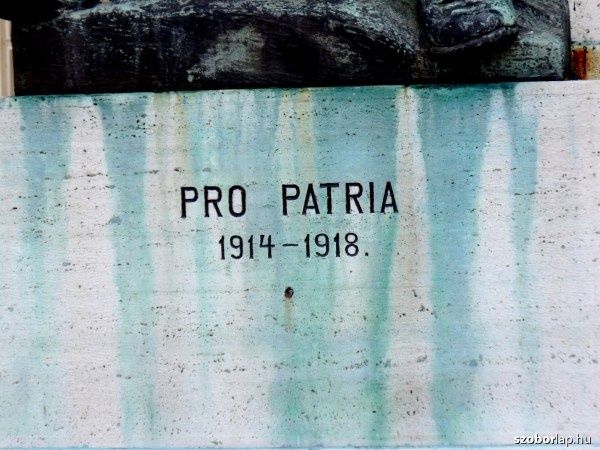 PRO PATRIA
1914-1918.
szoborlap.hu